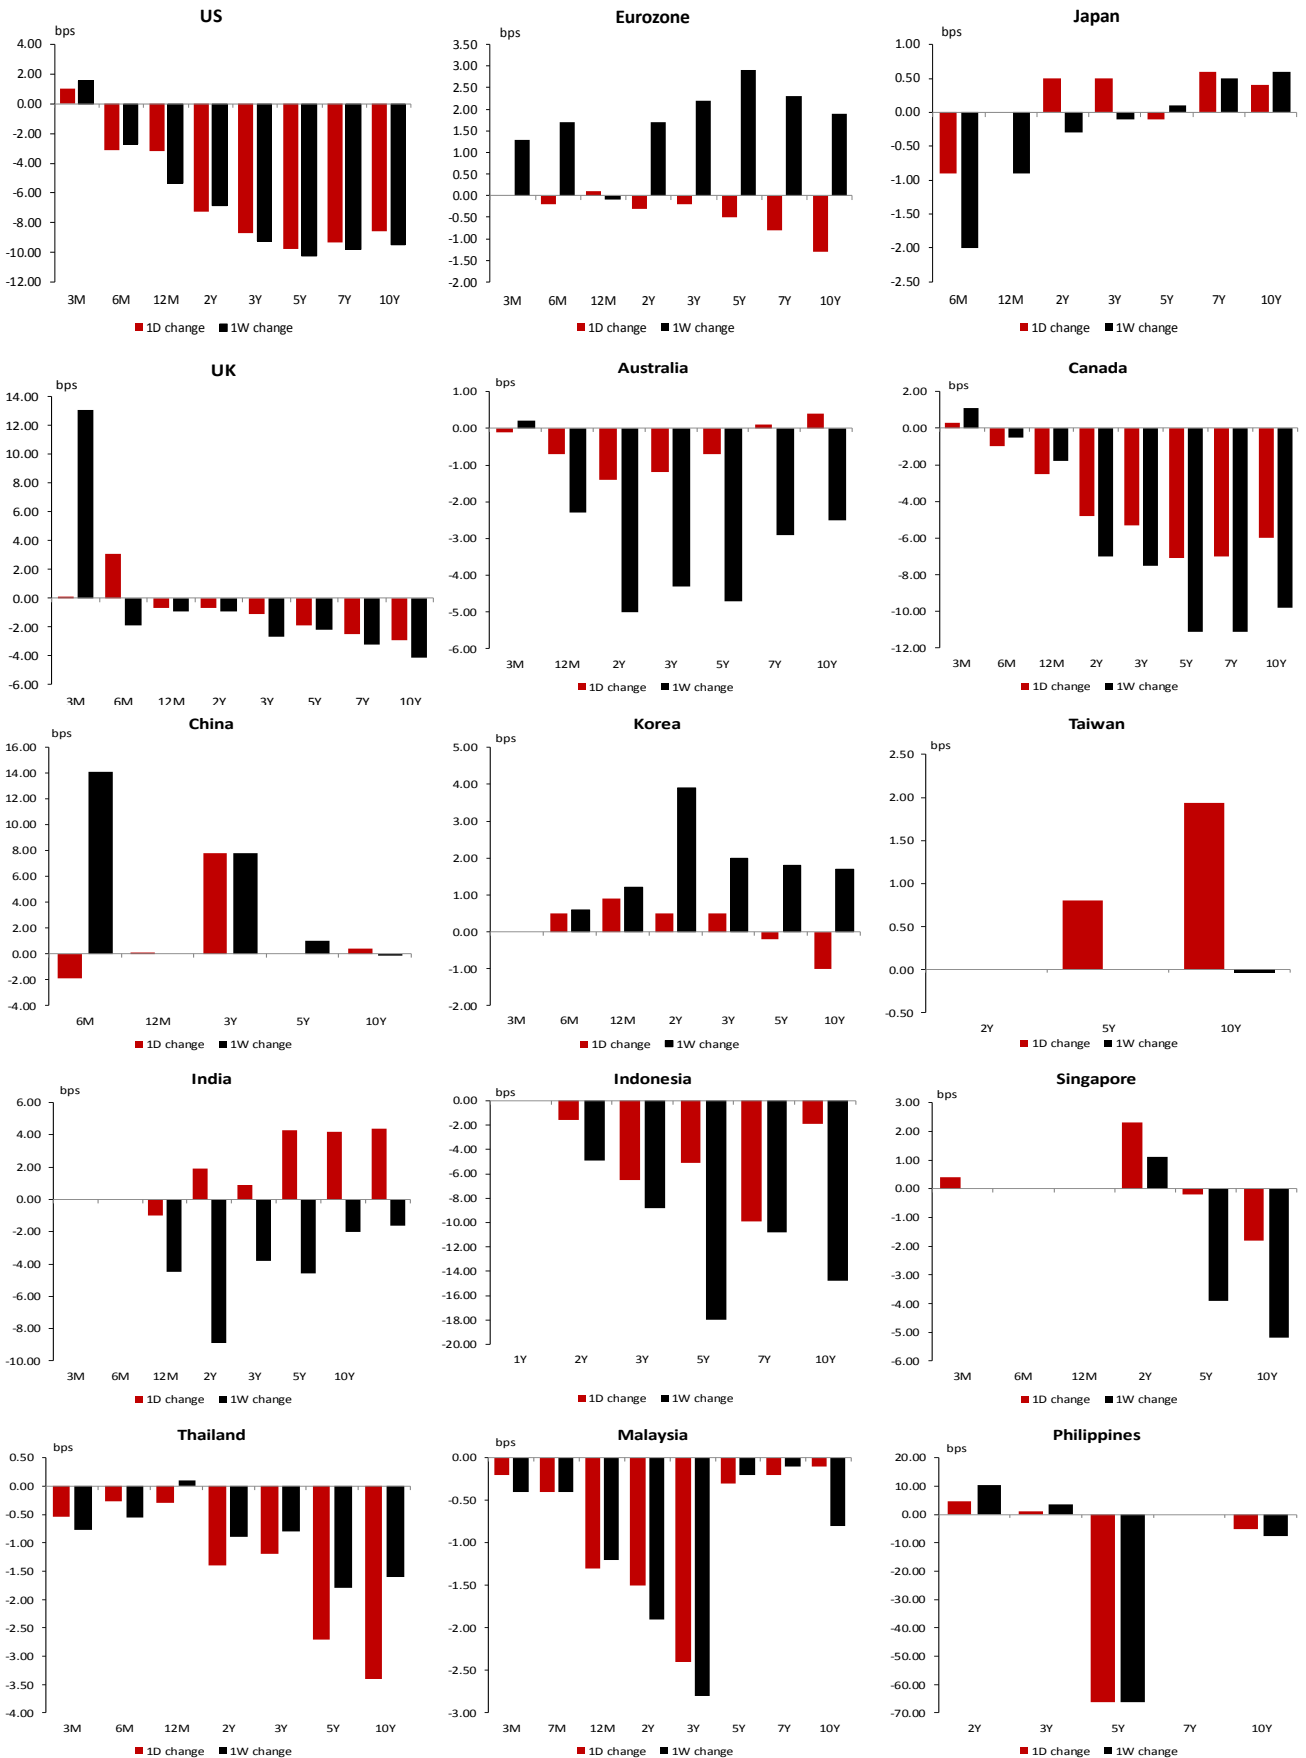 US
bps
4.00
2.00
0.00
-2.00
-4.00
-6.00
-8.00
-10.00
-12.00
3M 6M 12M 2Y 3Y 5Y 7Y 10Y
1D change 1W change
Eurozone
bps
3.50
3.00
2.50
2.00
1.50
1.00
0.50
0.00
-0.50
-1.00
-1.50
-2.00
3M 6M 12M 2Y 3Y 5Y 7Y 10Y
1D change 1W change
Japan
bps
1.00
0.50
0.00
-0.50
-1.00
-1.50
-2.00
-2.50
6M 12M 2Y 3Y 5Y 7Y 10Y
1D change 1W change
UK
bps
14.00
12.00
10.00
8.00
6.00
4.00
2.00
0.00
-2.00
-4.00
-6.00
3M 6M 12M 2Y 3Y 5Y 7Y 10Y
Australia
bps
1.00
0.00
-1.00
-2.00
-3.00
-4.00
-5.00
-6.00
3M 12M 2Y 3Y 5Y 7Y 10Y
1D change 1W change
Canada
bps
2.00
0.00
-2.00
-4.00
-6.00
-8.00
-10.00
-12.00
3M 6M 12M 2Y 3Y 5Y 7Y 10Y
1D change 1W change
China
bps
16.00
14.00
12.00
10.00
8.00
6.00
4.00
2.00
0.00
-2.00
-4.00
6M 12M 3Y 5Y 10Y
1D change 1W change
Korea
bps
5.00
4.00
3.00
2.00
1.00
0.00
-1.00
-2.00
3M 6M 12M 2Y 3Y 5Y 10Y
1D change 1W change
Taiwan
bps
2.50
2.00
1.50
1.00
0.50
0.00
-0.50
2Y 5Y 10Y
1D change 1W change
India
bps
6.00
4.00
2.00
0.00
-2.00
-4.00
-6.00
-8.00
-10.00
3M 6M 12M 2Y 3Y 5Y 10Y
1D change 1W change
Indonesia
bps
0.00
-2.00
-4.00
-6.00
-8.00
-10.00
-12.00
-14.00
-16.00
-18.00
-20.00
1Y 2Y 3Y 5Y 7Y 10Y
1D change 1W change
Singapore
bps
3.00
2.00
1.00
0.00
-1.00
-2.00
-3.00
-4.00
-5.00
-6.00
3M 6M 12M 2Y 5Y 10Y
1D change 1W change
Thailand
bps
0.50
0.00
-0.50
-1.00
-1.50
-2.00
-2.50
-3.00
-3.50
-4.00
3M 6M 12M 2Y 3Y 5Y 10Y
1D change 1W change
Malaysia
bps
0.00
-0.50
-1.00
-1.50
-2.00
-2.50
-3.00
3M 7M 12M 2Y 3Y 5Y 7Y 10Y
1D change 1W change
Philippines
bps
20.00
10.00
0.00
-10.00
-20.00
-30.00
-40.00
-50.00
-60.00
-70.00
2Y 3Y 5Y 7Y 10Y
1D change 1W change